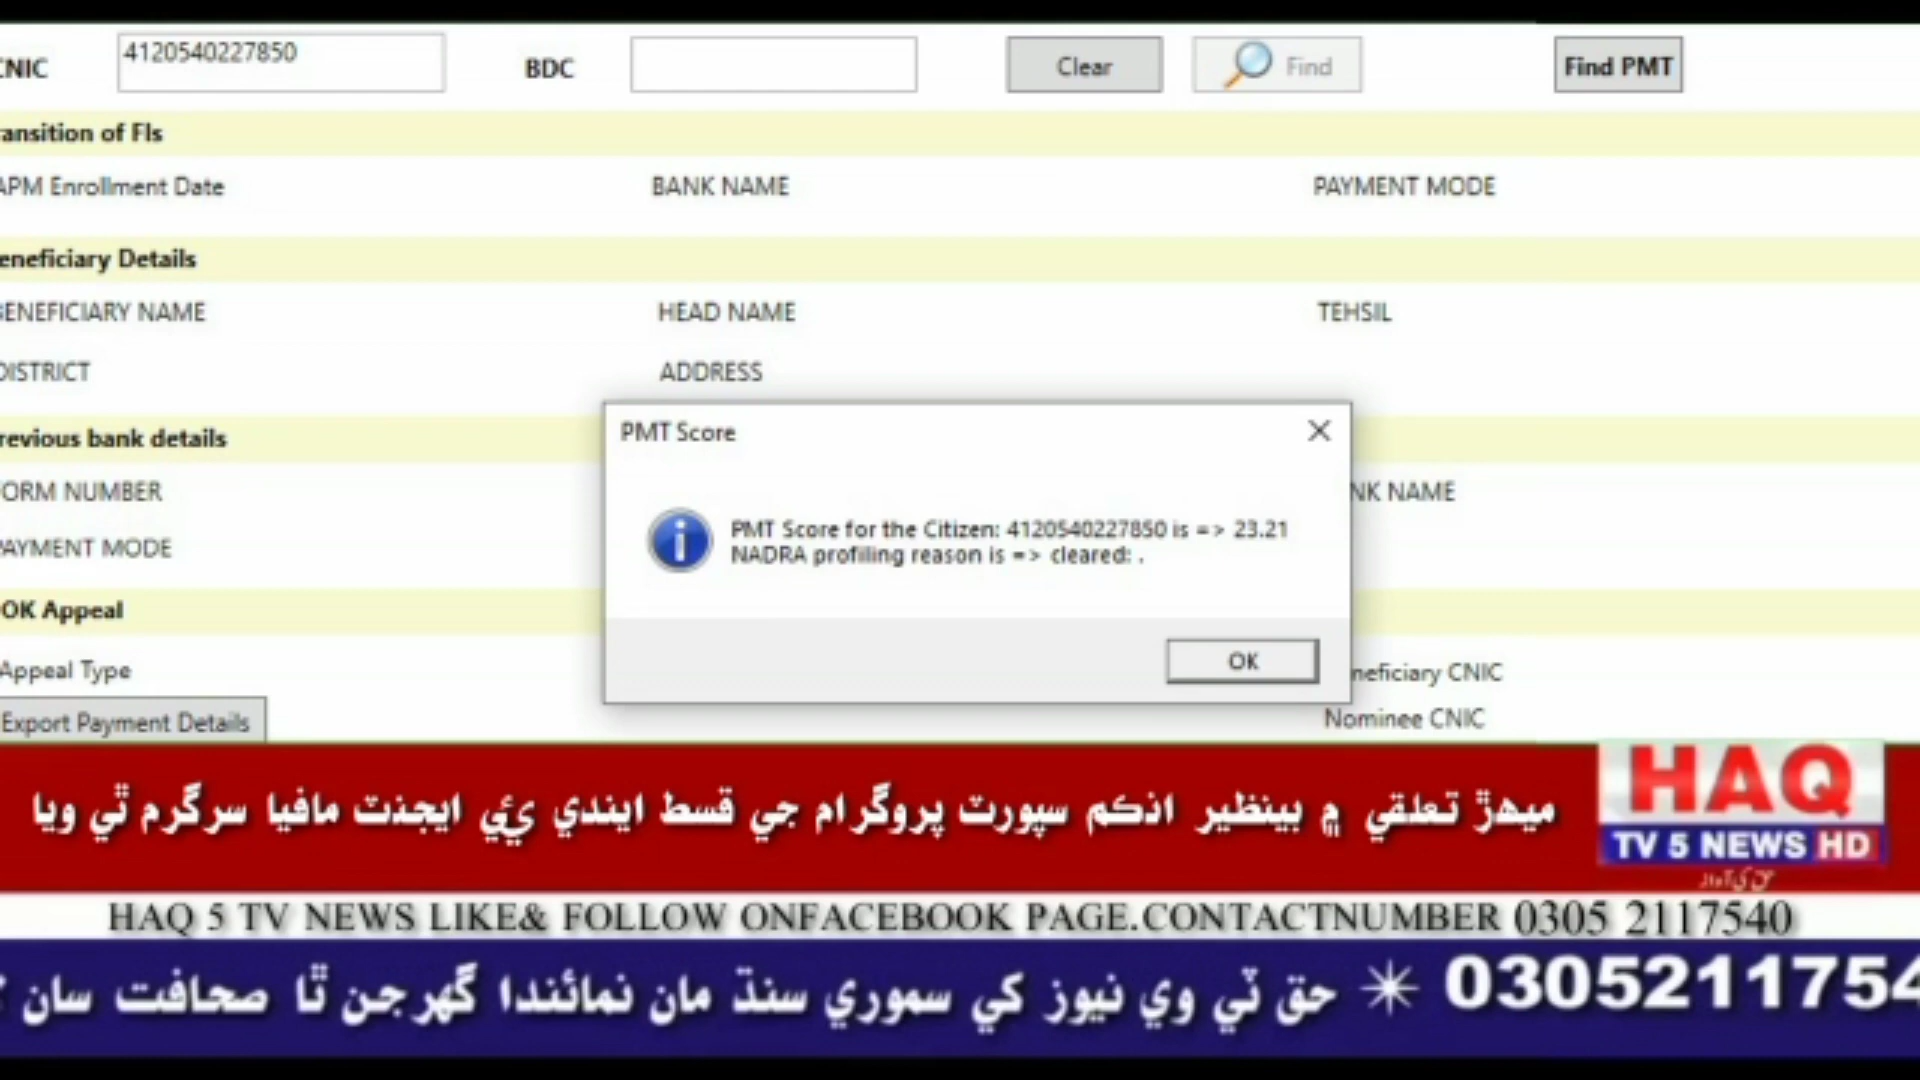 CNIC 4120540227850 BDC Clear Find Find PMT
ansition of FIs
APM Enrollment Date BANK NAME PAYMENT MODE
eneficiary Details
BENEFICIARY NAME HEAD NAME TEHSIL
DISTRICT ADDRESS
revious bank details
ORM NUMBER NK NAME
PAYMENT MODE
PMT Score
PMT Score for the Citizen: 4120540227850 is => 23.21
NADRA profiling reason is => cleared: .
OK
OK Appeal
Appeal Type neficiary CNIC
Export Payment Details Nominee CNIC
ميهڙ تعلقي ۾ بينظير انڪم سپورٽ پروگرام جي قسط ايندي ئي ايجنٽ مافيا سرگرم ٿي ويا
HAQ
TV 5 NEWS HD
HAQ 5 TV NEWS LIKE& FOLLOW ONFACEBOOK PAGE.CONTACTNUMBER 0305 2117540
حق ٽي وي نيوز کي سموري سنڌ مان نمائندا گهرجن ٿا صحافت سان
0305211754